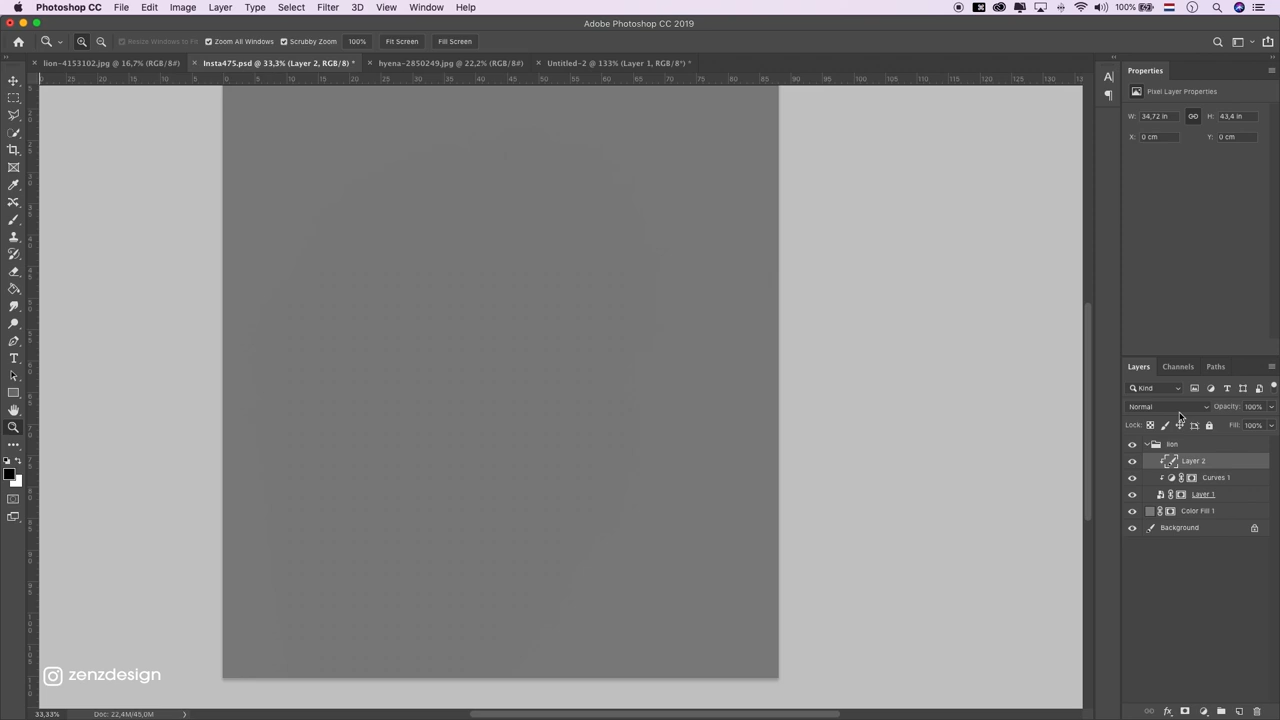 Photoshop CC File Edit Image Layer Type Select Filter 3D View Window Help 100%
Adobe Photoshop CC 2019
Resize Windows to Fit Zoom All Windows Scrubby Zoom 100% Fit Screen Fill Screen
lion-4153102.jpg @ 16,7% (RGB/8#) Insta475.psd @ 33,3% (Layer 2, RGB/8) * hyena-2850249.jpg @ 22,2% (RGB/8#) Untitled-2 @ 133% (Layer 1, RGB/8*) *
Properties
Pixel Layer Properties
W: 34,72 in H: 43,4 in
X: 0 cm Y: 0 cm
Layers Channels Paths
Kind
Normal Opacity: 100%
Lock: Fill: 100%
lion
Layer 2
Curves 1
Layer 1
Color Fill 1
Background
zenzdesign
33,33% Doc: 22,4M/45,0M